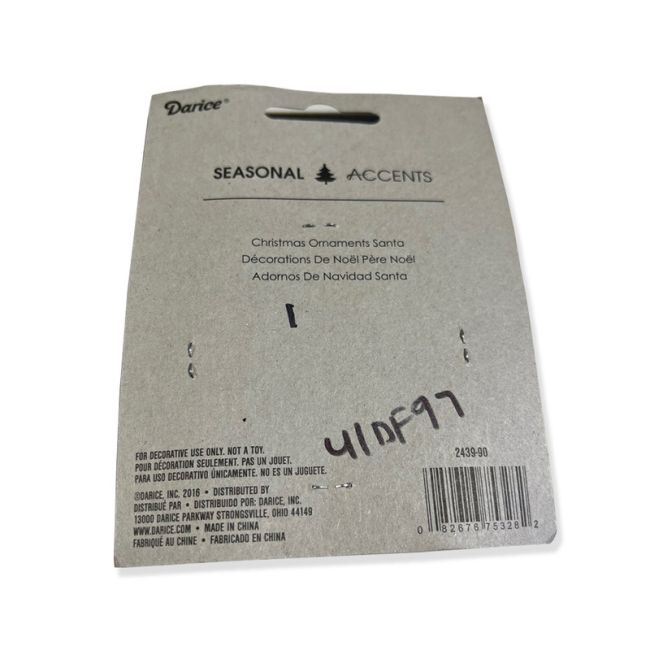 Darice®
SEASONAL ACCENTS
Christmas Ornaments Santa
Décorations De Noël Père Noël
Adornos De Navidad Santa
1
41DF97
FOR DECORATIVE USE ONLY. NOT A TOY.
POUR DÉCORATION SEULEMENT. PAS UN JOUET.
PARA USO DECORATIVO ÚNICAMENTE. NO ES UN JUGUETE.
©DARICE, INC. 2016 • DISTRIBUTED BY
DISTRIBUÉ PAR • DISTRIBUIDO POR: DARICE, INC.
13000 DARICE PARKWAY STRONGSVILLE, OHIO 44149
WWW.DARICE.COM • MADE IN CHINA
FABRIQUÉ AU CHINE • FABRICADO EN CHINA
2439-90
0 82676 75328 2